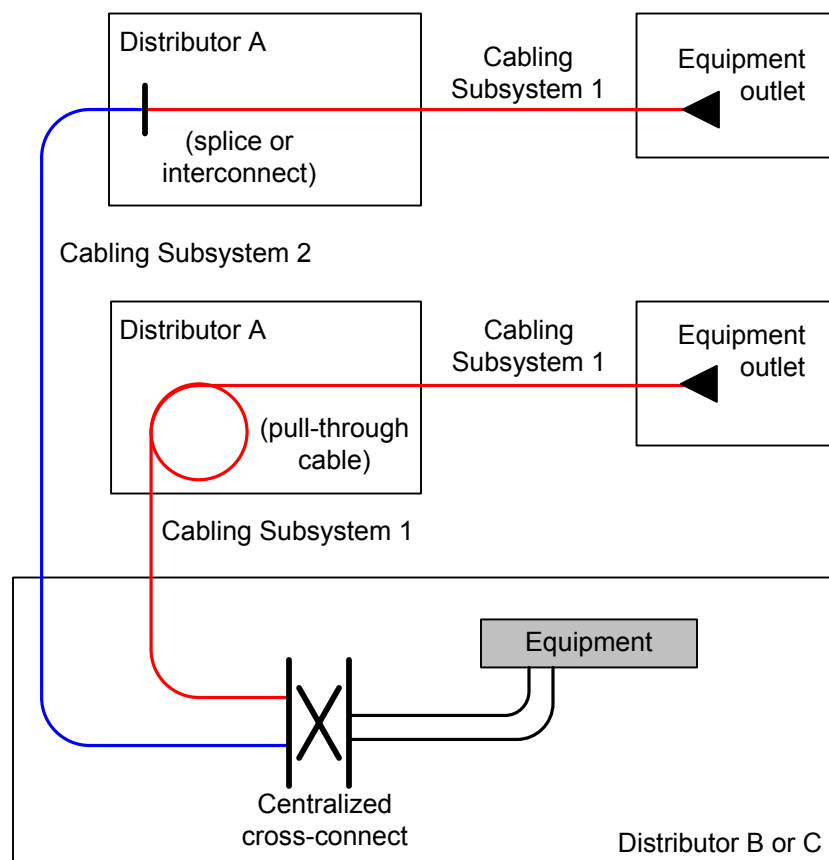 Distributor A
Cabling
Subsystem 1
Equipment
outlet
(splice or
interconnect)
Cabling Subsystem 2
Distributor A
Cabling
Subsystem 1
Equipment
outlet
(pull-through
cable)
Cabling Subsystem 1
Equipment
Centralized
cross-connect
Distributor B or C